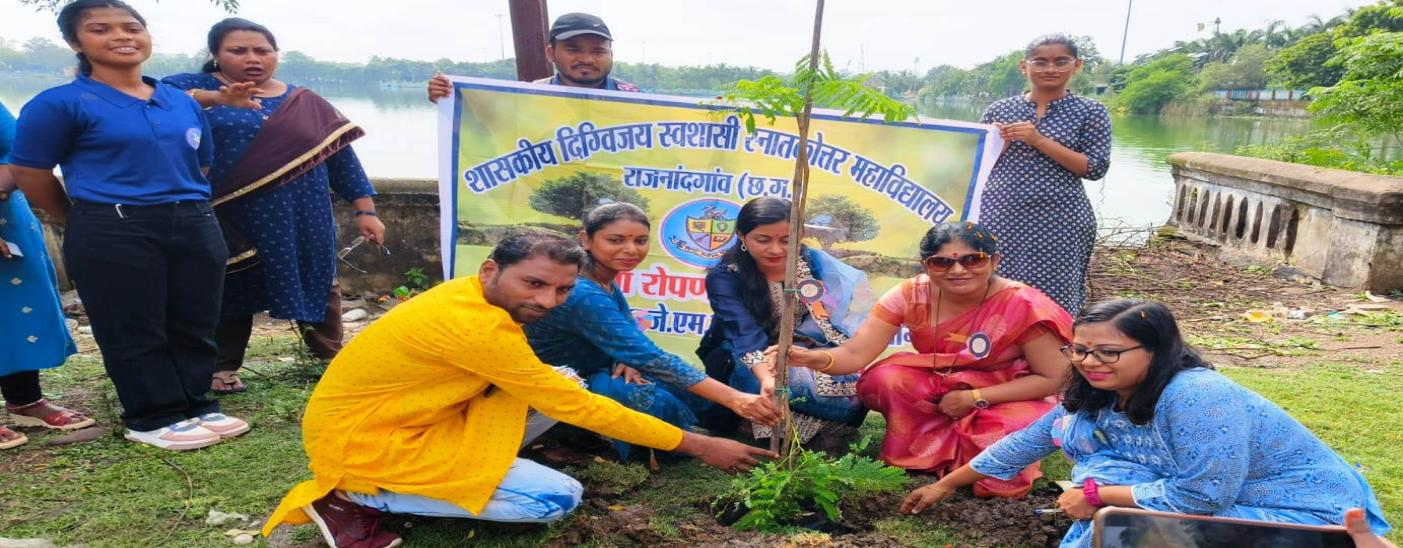 शासकीय दिग्विजय स्वशासी स्नातकोत्तर महाविद्यालय
राजनांदगांव (छ.ग.)
रोपण
जे.एम.